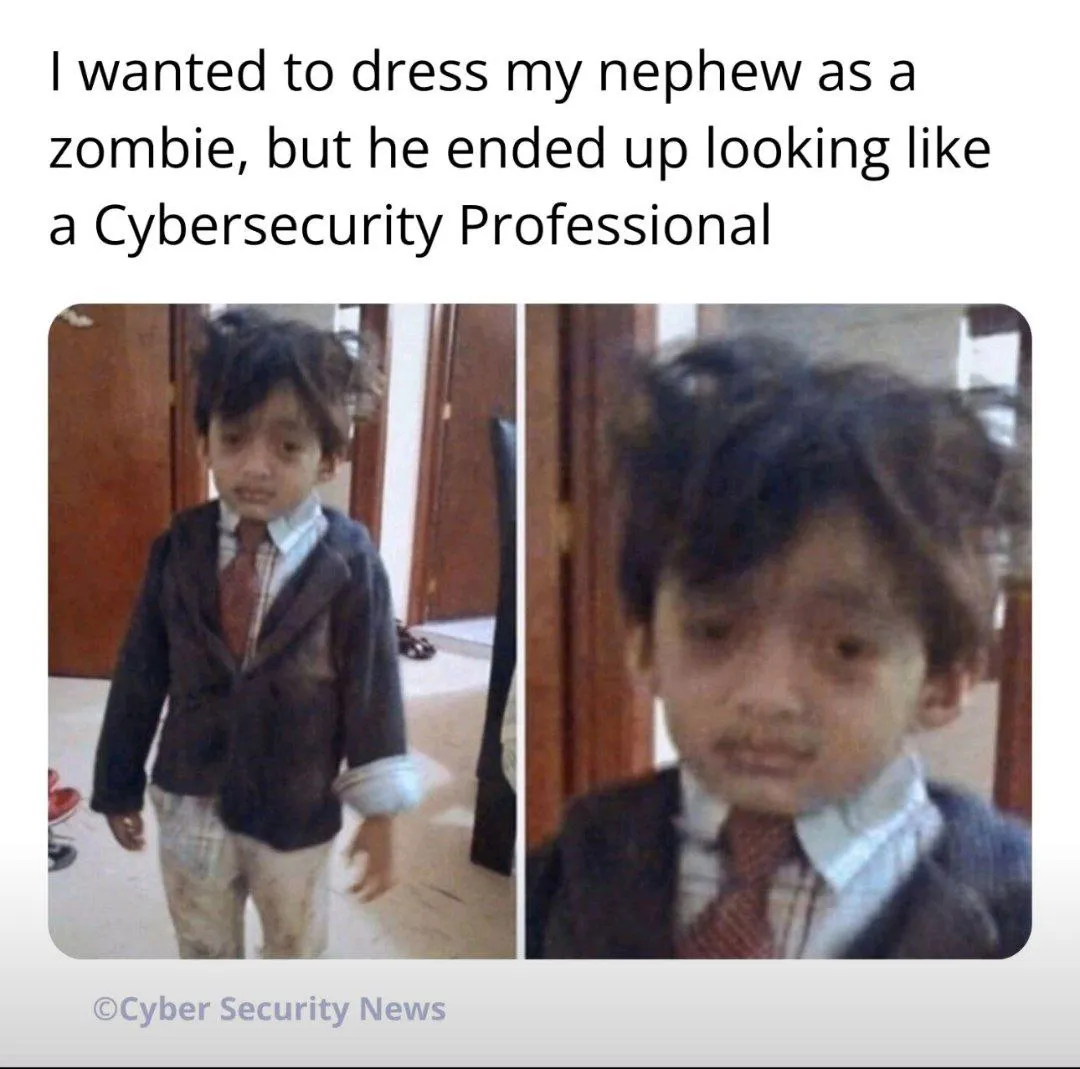 I wanted to dress my nephew as a
zombie, but he ended up looking like
a Cybersecurity Professional
©Cyber Security News